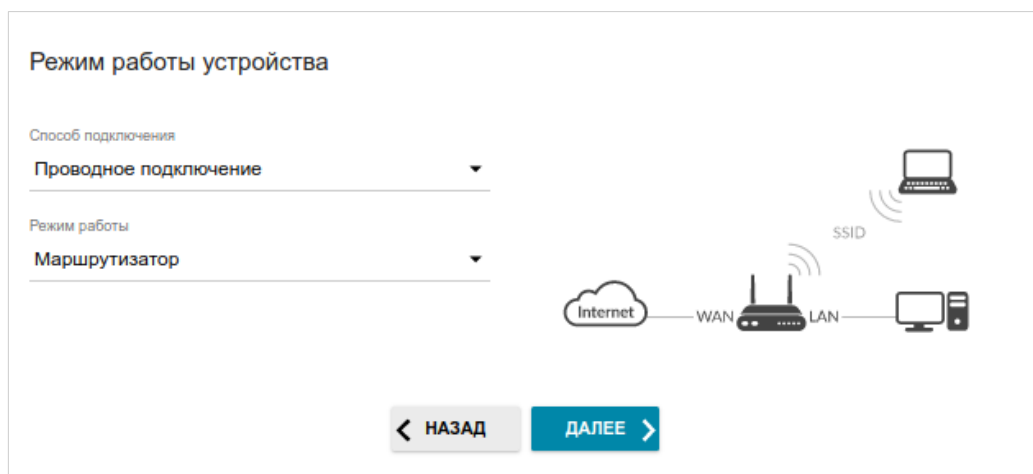 Режим работы устройства
Способ подключения
Проводное подключение
Режим работы
Маршрутизатор
SSID
Internet
WAN
LAN
НАЗАД
ДАЛЕЕ